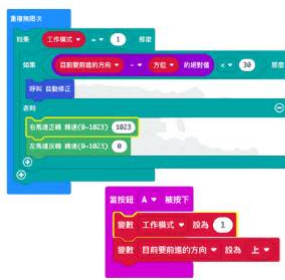 重複無限次
如果 工作模式 = 1 那麼
如果 目前要前進的方向 - 方位 的絕對值 < 30 那麼
呼叫 自動修正
否則
右馬達正轉 轉速(0~1023) 1023
左馬達反轉 轉速(0~1023) 0
當按鈕 A 被按下
變數 工作模式 設為 1
變數 目前要前進的方向 設為 上